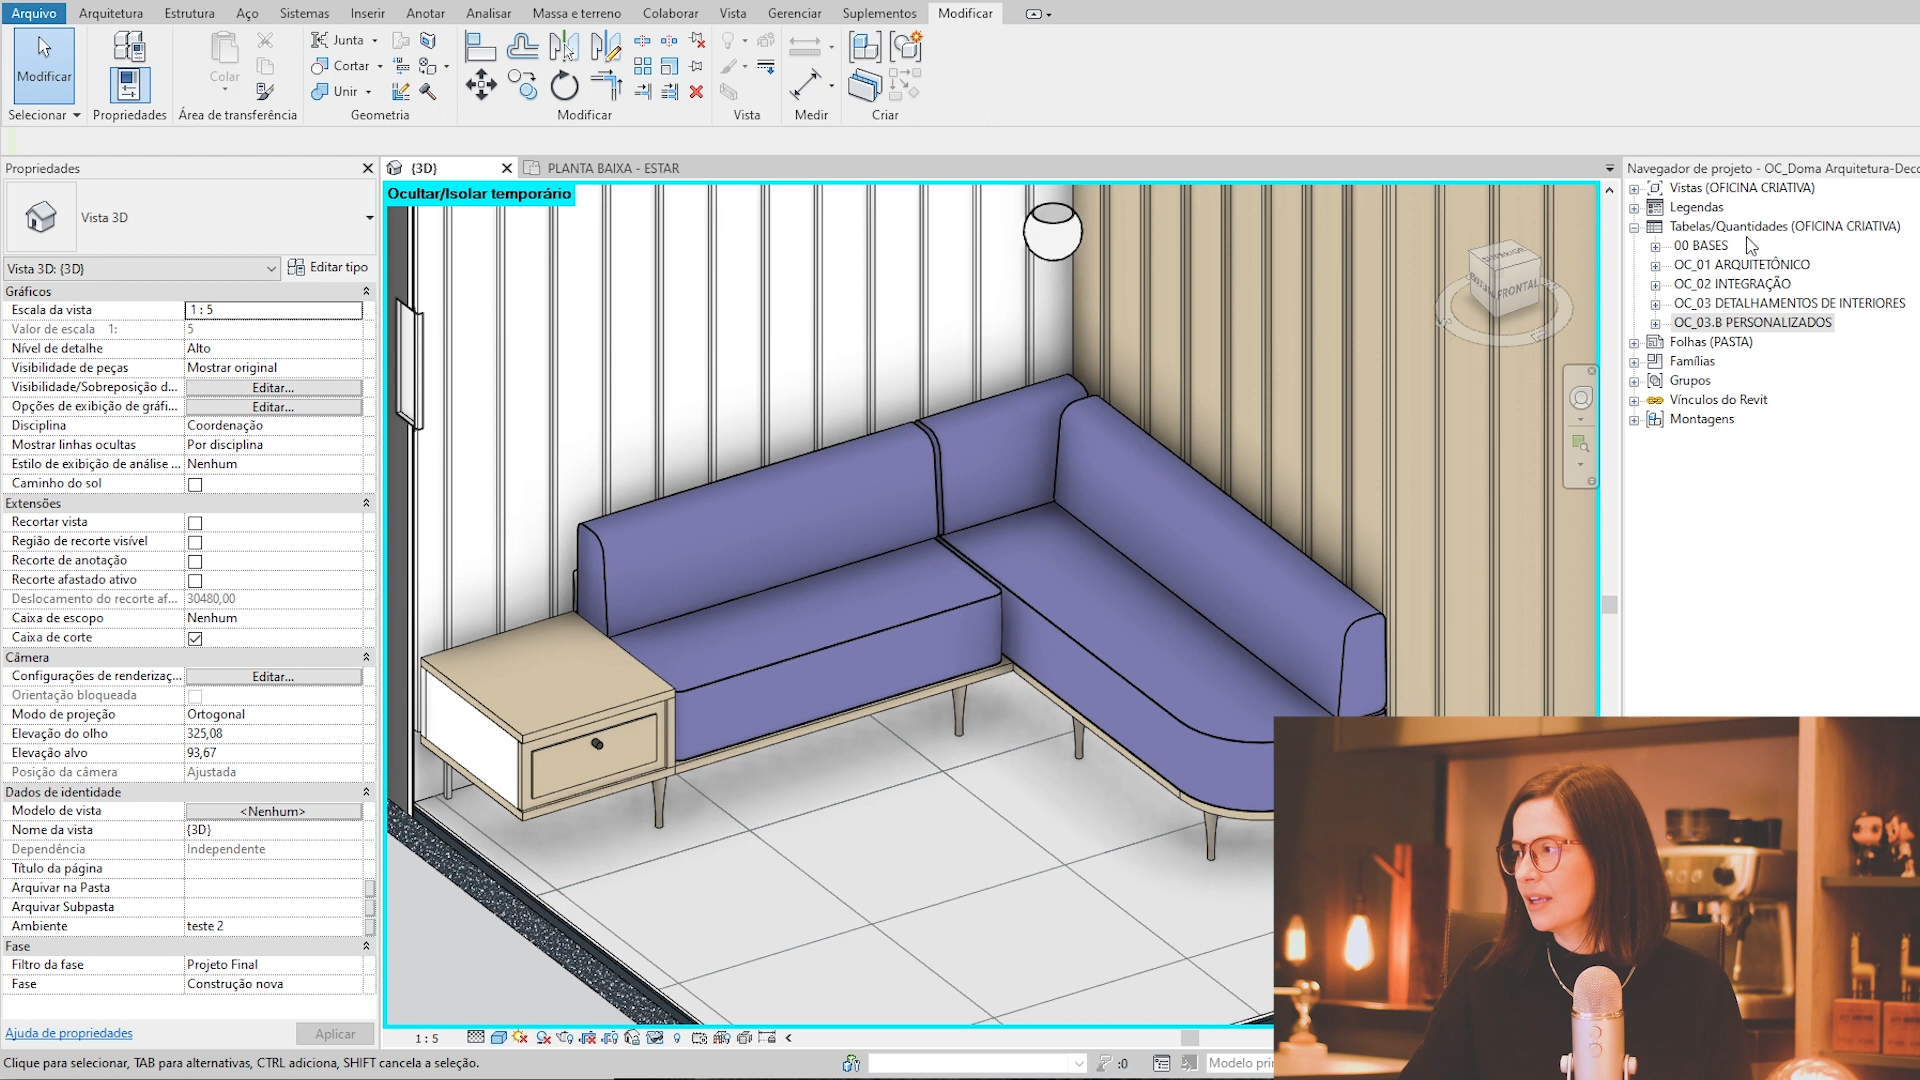 Arquivo Arquitetura Estrutura Aço Sistemas Inserir Anotar Analisar Massa e terreno Colaborar Vista Gerenciar Suplementos Modificar
Modificar
Colar
Junta
Cortar
Unir
Selecionar Propriedades Área de transferência Geometria Modificar Vista Medir Criar
Propriedades
{3D}
PLANTA BAIXA - ESTAR
Navegador de projeto - OC_Doma Arquitetura-Deco
Ocultar/Isolar temporário
Vista 3D
Vista 3D: {3D}
Editar tipo
Gráficos
Escala da vista 1 : 5
Valor de escala 1: 5
Nível de detalhe Alto
Visibilidade de peças Mostrar original
Visibilidade/Sobreposição d... Editar...
Opções de exibição de gráfi... Editar...
Disciplina Coordenação
Mostrar linhas ocultas Por disciplina
Estilo de exibição de análise ... Nenhum
Caminho do sol
Extensões
Recortar vista
Região de recorte visível
Recorte de anotação
Recorte afastado ativo
Deslocamento do recorte af... 30480,00
Caixa de escopo Nenhum
Caixa de corte
Câmera
Configurações de renderizaç... Editar...
Orientação bloqueada
Modo de projeção Ortogonal
Elevação do olho 325,08
Elevação alvo 93,67
Posição da câmera Ajustada
Dados de identidade
Modelo de vista <Nenhum>
Nome da vista {3D}
Dependência Independente
Título da página
Arquivar na Pasta
Arquivar Subpasta
Ambiente teste 2
Fase
Filtro da fase Projeto Final
Fase Construção nova
Ajuda de propriedades
Aplicar
SUPERIOR
FRONTAL
Vistas (OFICINA CRIATIVA)
Legendas
Tabelas/Quantidades (OFICINA CRIATIVA)
00 BASES
OC_01 ARQUITETÔNICO
OC_02 INTEGRAÇÃO
OC_03 DETALHAMENTOS DE INTERIORES
OC_03.B PERSONALIZADOS
Folhas (PASTA)
Famílias
Grupos
Vínculos do Revit
Montagens
1 : 5
Clique para selecionar, TAB para alternativas, CTRL adiciona, SHIFT cancela a seleção.
:0
Modelo prin